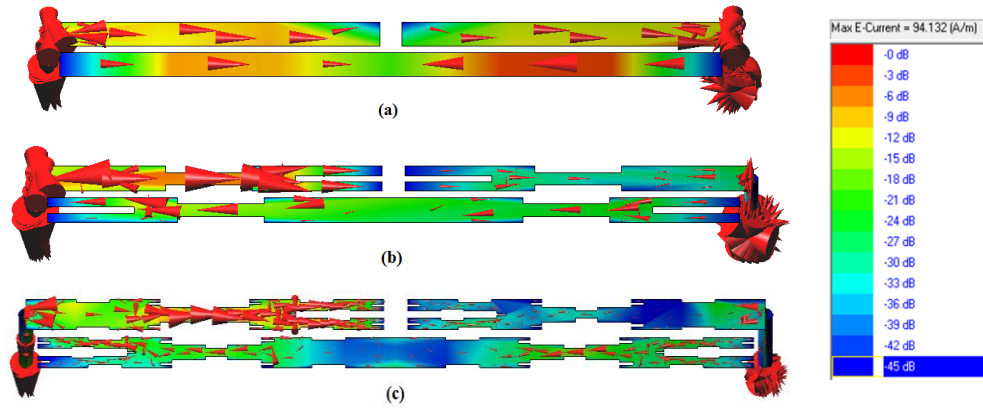 Max E-Current = 94.132 (A/m)
-0 dB
-3 dB
-6 dB
-9 dB
-12 dB
-15 dB
-18 dB
-21 dB
-24 dB
-27 dB
-30 dB
-33 dB
-36 dB
-39 dB
-42 dB
-45 dB
(a)
(b)
(c)